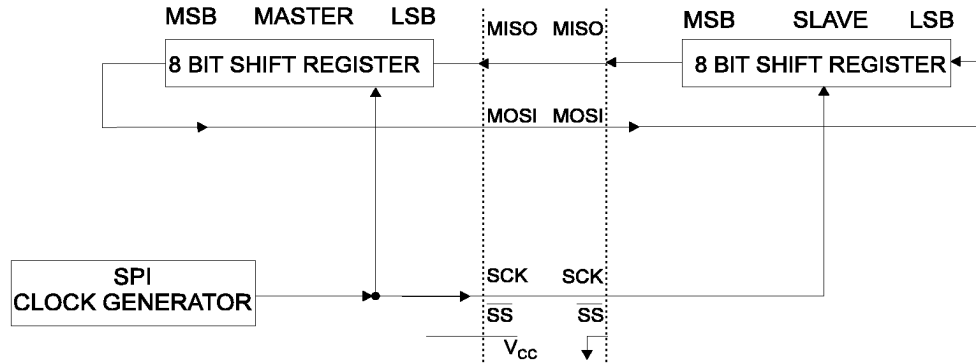 MSB MASTER LSB
MISO MISO
MSB SLAVE LSB
8 BIT SHIFT REGISTER
8 BIT SHIFT REGISTER
MOSI MOSI
SPI
CLOCK GENERATOR
SCK SCK
SS SS
VCC